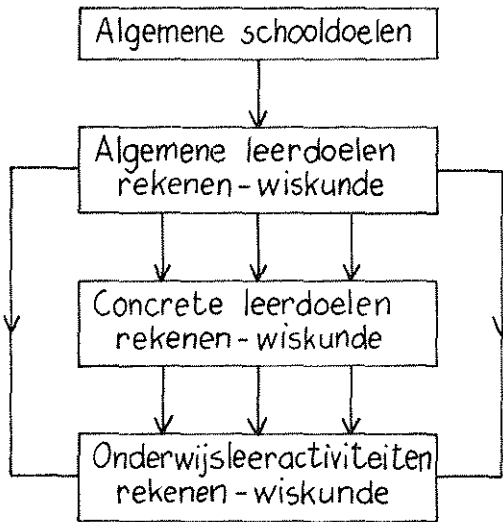 Algemene schooldoelen
Algemene leerdoelen
rekenen-wiskunde
Concrete leerdoelen
rekenen-wiskunde
Onderwijsleeractiviteiten
rekenen-wiskunde